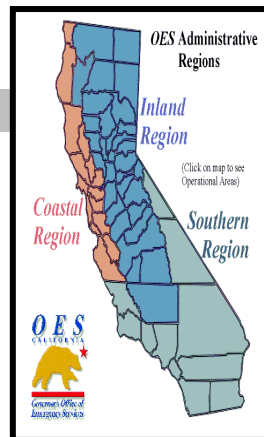 OES Administrative
Regions
Inland
Region
(Click on map to see
Operational Areas)
Coastal
Region
Southern
Region
OES
CALIFORNIA
Governor's Office of
Emergency Services